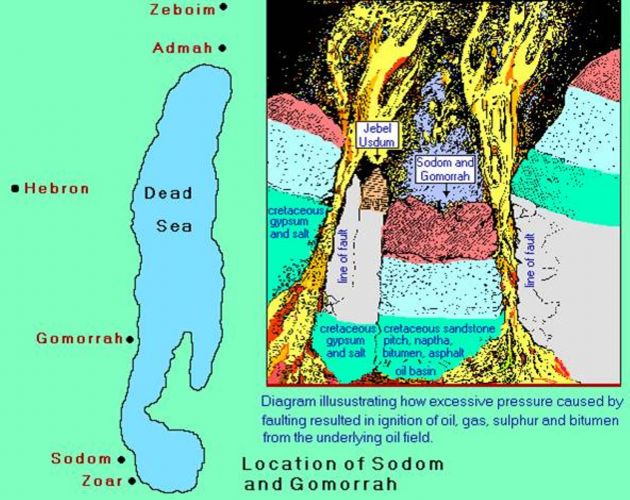 Zeboim
Admah
Hebron
Dead
Sea
Gomorrah
Sodom
Zoar
Location of Sodom
and Gomorrah
Jebel
Usdum
Sodom and
Gomorrah
cretaceous
gypsum
and salt
line of fault
line of fault
cretaceous
gypsum
and salt
cretaceous sandstone
pitch, naptha,
bitumen, asphalt
oil basin
Diagram illusustrating how excessive pressure caused by
faulting resulted in ignition of oil, gas, sulphur and bitumen
from the underlying oil field.